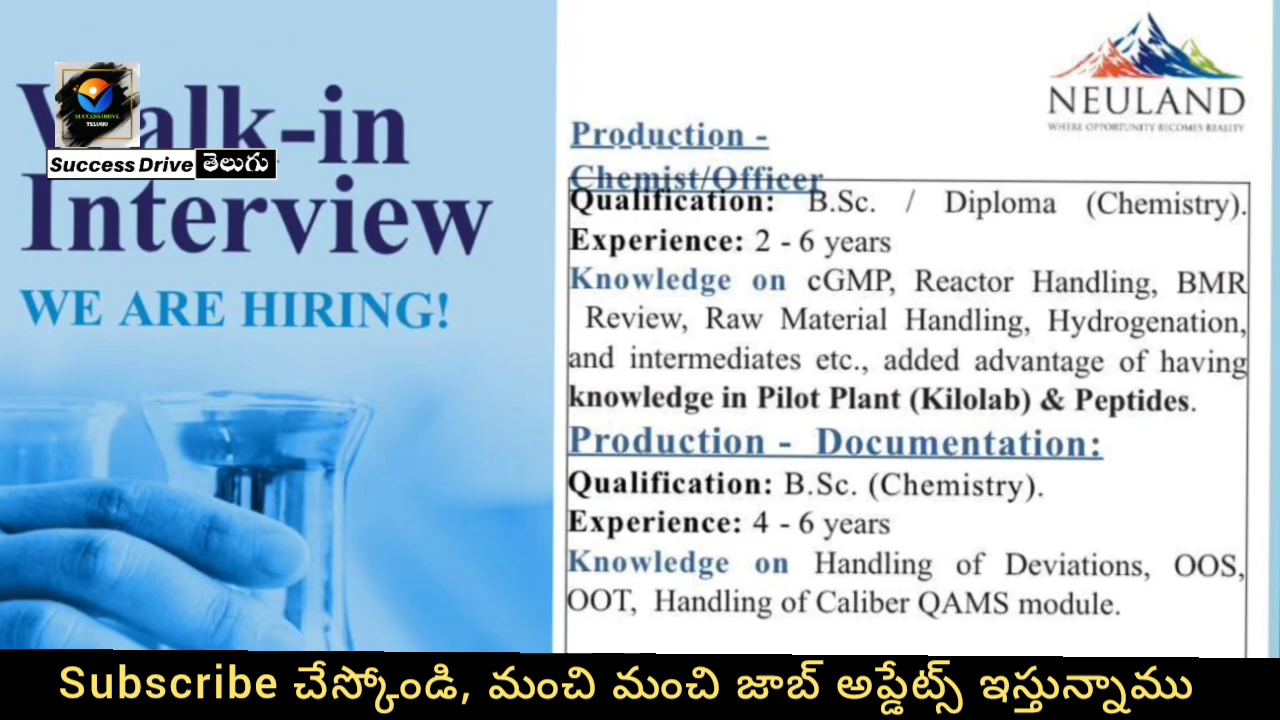 Walk-in
Interview
WE ARE HIRING!
SUCCESS DRIVE
TELUGU
Success Drive తెలుగు
NEULAND
WHERE OPPORTUNITY BECOMES REALITY
Production -
Chemist/Officer
Qualification: B.Sc. / Diploma (Chemistry).
Experience: 2 - 6 years
Knowledge on cGMP, Reactor Handling, BMR
Review, Raw Material Handling, Hydrogenation,
and intermediates etc., added advantage of having
knowledge in Pilot Plant (Kilolab) & Peptides.
Production - Documentation:
Qualification: B.Sc. (Chemistry).
Experience: 4 - 6 years
Knowledge on Handling of Deviations, OOS,
OOT, Handling of Caliber QAMS module.
Subscribe చేస్కోండి, మంచి మంచి జాబ్ అప్డేట్స్ ఇస్తున్నాము